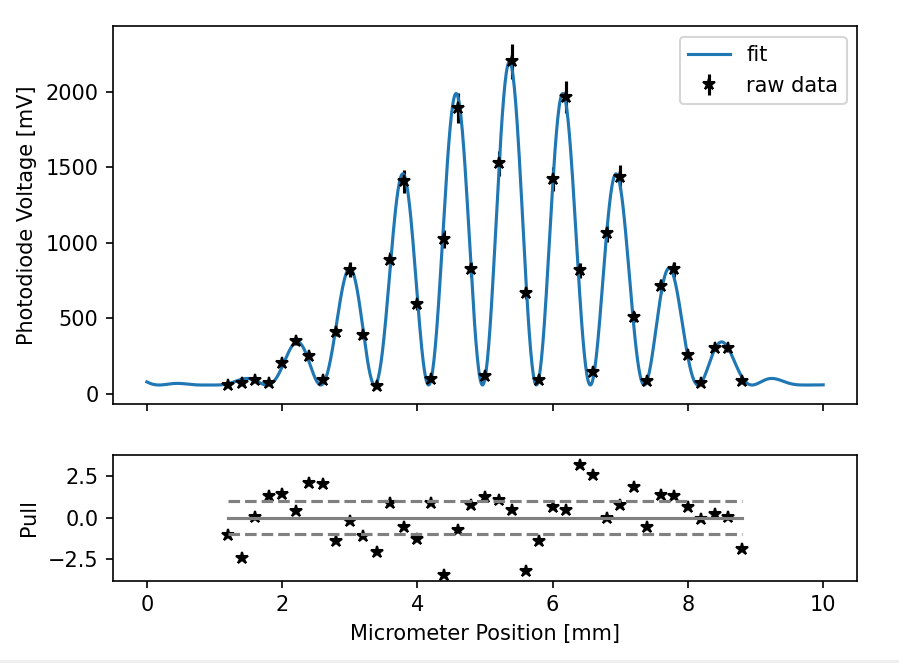 Photodiode Voltage [mV]
2000
1500
1000
500
0
fit
raw data
Pull
2.5
0.0
−2.5
0 2 4 6 8 10
Micrometer Position [mm]